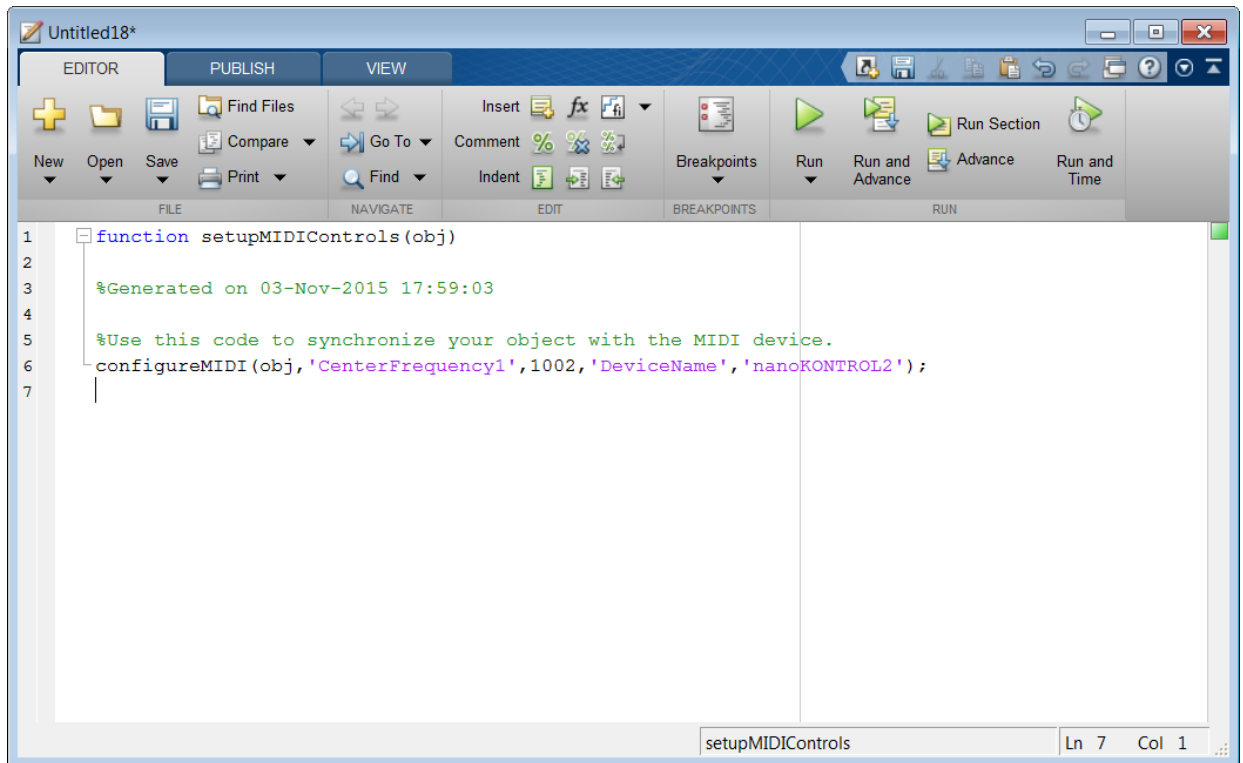 Untitled18*
EDITOR PUBLISH VIEW
New Open Save Find Files Compare Print
FILE
Go To Find
NAVIGATE
Insert fx fi
Comment % % %
Indent
EDIT
Breakpoints
BREAKPOINTS
Run Run and Advance Run Section Advance Run and Time
RUN
1 function setupMIDIControls(obj)
2
3 %Generated on 03-Nov-2015 17:59:03
4
5 %Use this code to synchronize your object with the MIDI device.
6 configureMIDI(obj,'CenterFrequency1',1002,'DeviceName','nanoKONTROL2');
7
setupMIDIControls Ln 7 Col 1